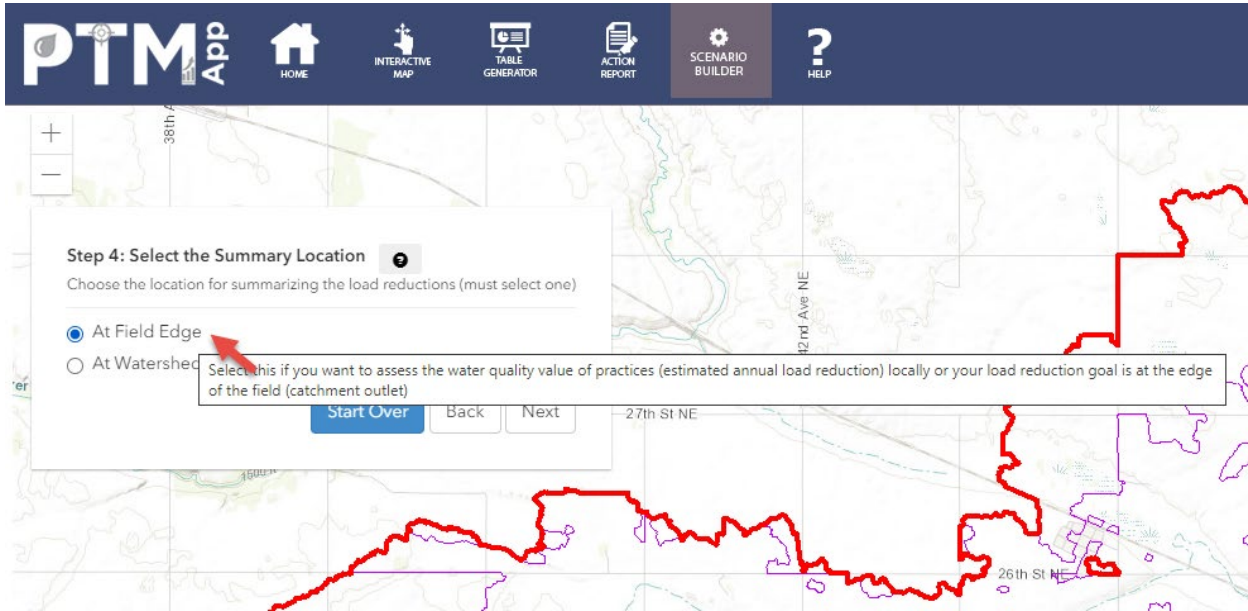 PTM App
HOME
INTERACTIVE
MAP
TABLE
GENERATOR
ACTION
REPORT
SCENARIO
BUILDER
?
HELP
+
38th A
−
Step 4: Select the Summary Location ?
Choose the location for summarizing the load reductions (must select one)
At Field Edge
At Watershed
Select this if you want to assess the water quality value of practices (estimated annual load reduction) locally or your load reduction goal is at the edge
of the field (catchment outlet)
er
Start Over Back Next
42nd Ave NE
27th St NE
26th St NE